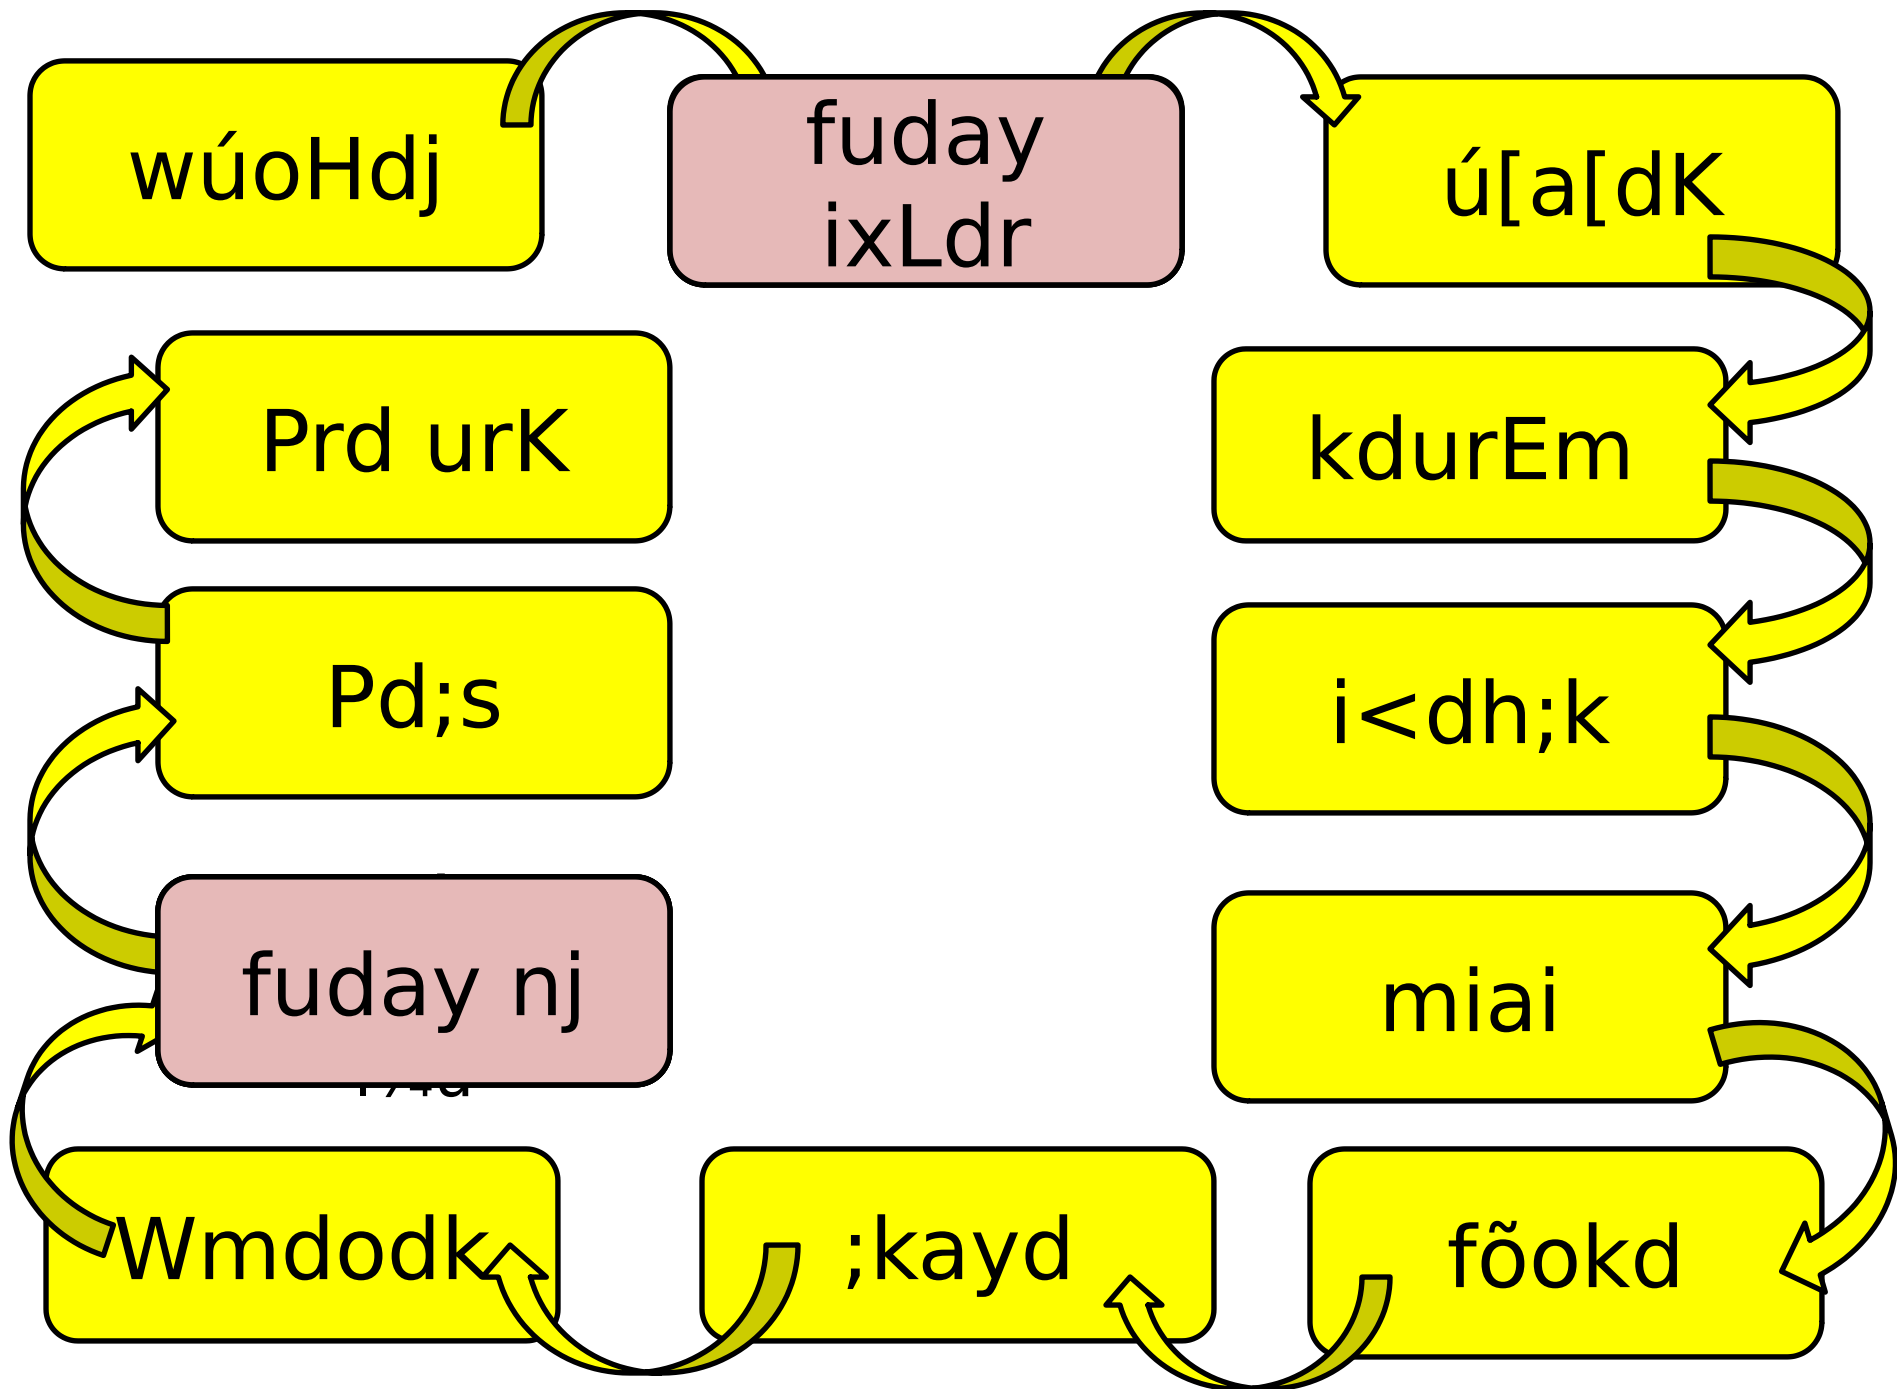 wúoHdj
fuday
ixLdr
ú[a[dK
kdurEm
i<dh;k
miai
fõokd
;kayd
Wmdodk
fuday nj
Pd;s
Prd urK